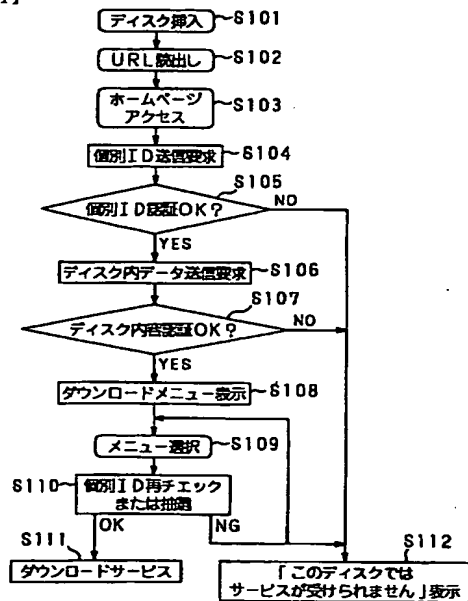 ディスク挿入 S101
URL読出し S102
ホームページ
アクセス S103
個別ID送信要求 S104
S105
個別ID認証OK? NO
YES
ディスク内データ送信要求 S106
S107
ディスク内容認証OK? NO
YES
ダウンロードメニュー表示 S108
メニュー選択 S109
S110 個別ID再チェック
または抽選
OK NG
S111 S112
ダウンロードサービス
「このディスクでは
サービスが受けられません」表示